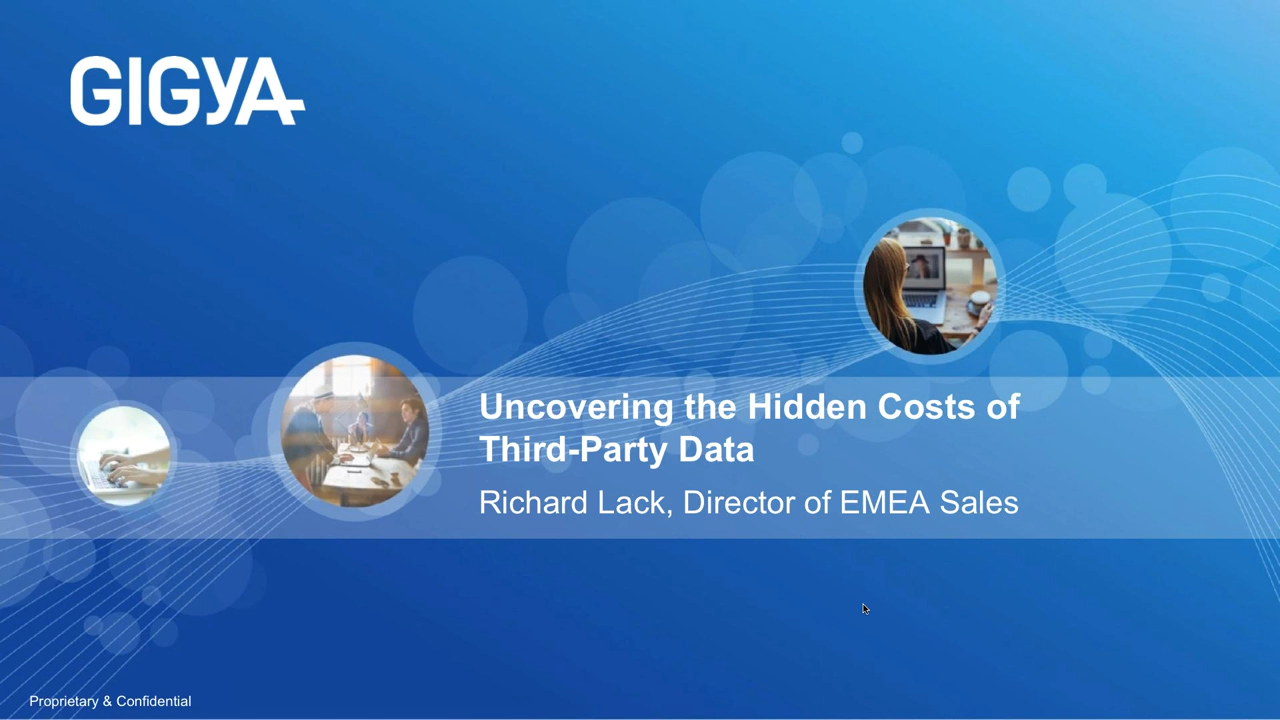 GIGYA
Uncovering the Hidden Costs of
Third-Party Data
Richard Lack, Director of EMEA Sales
Proprietary & Confidential